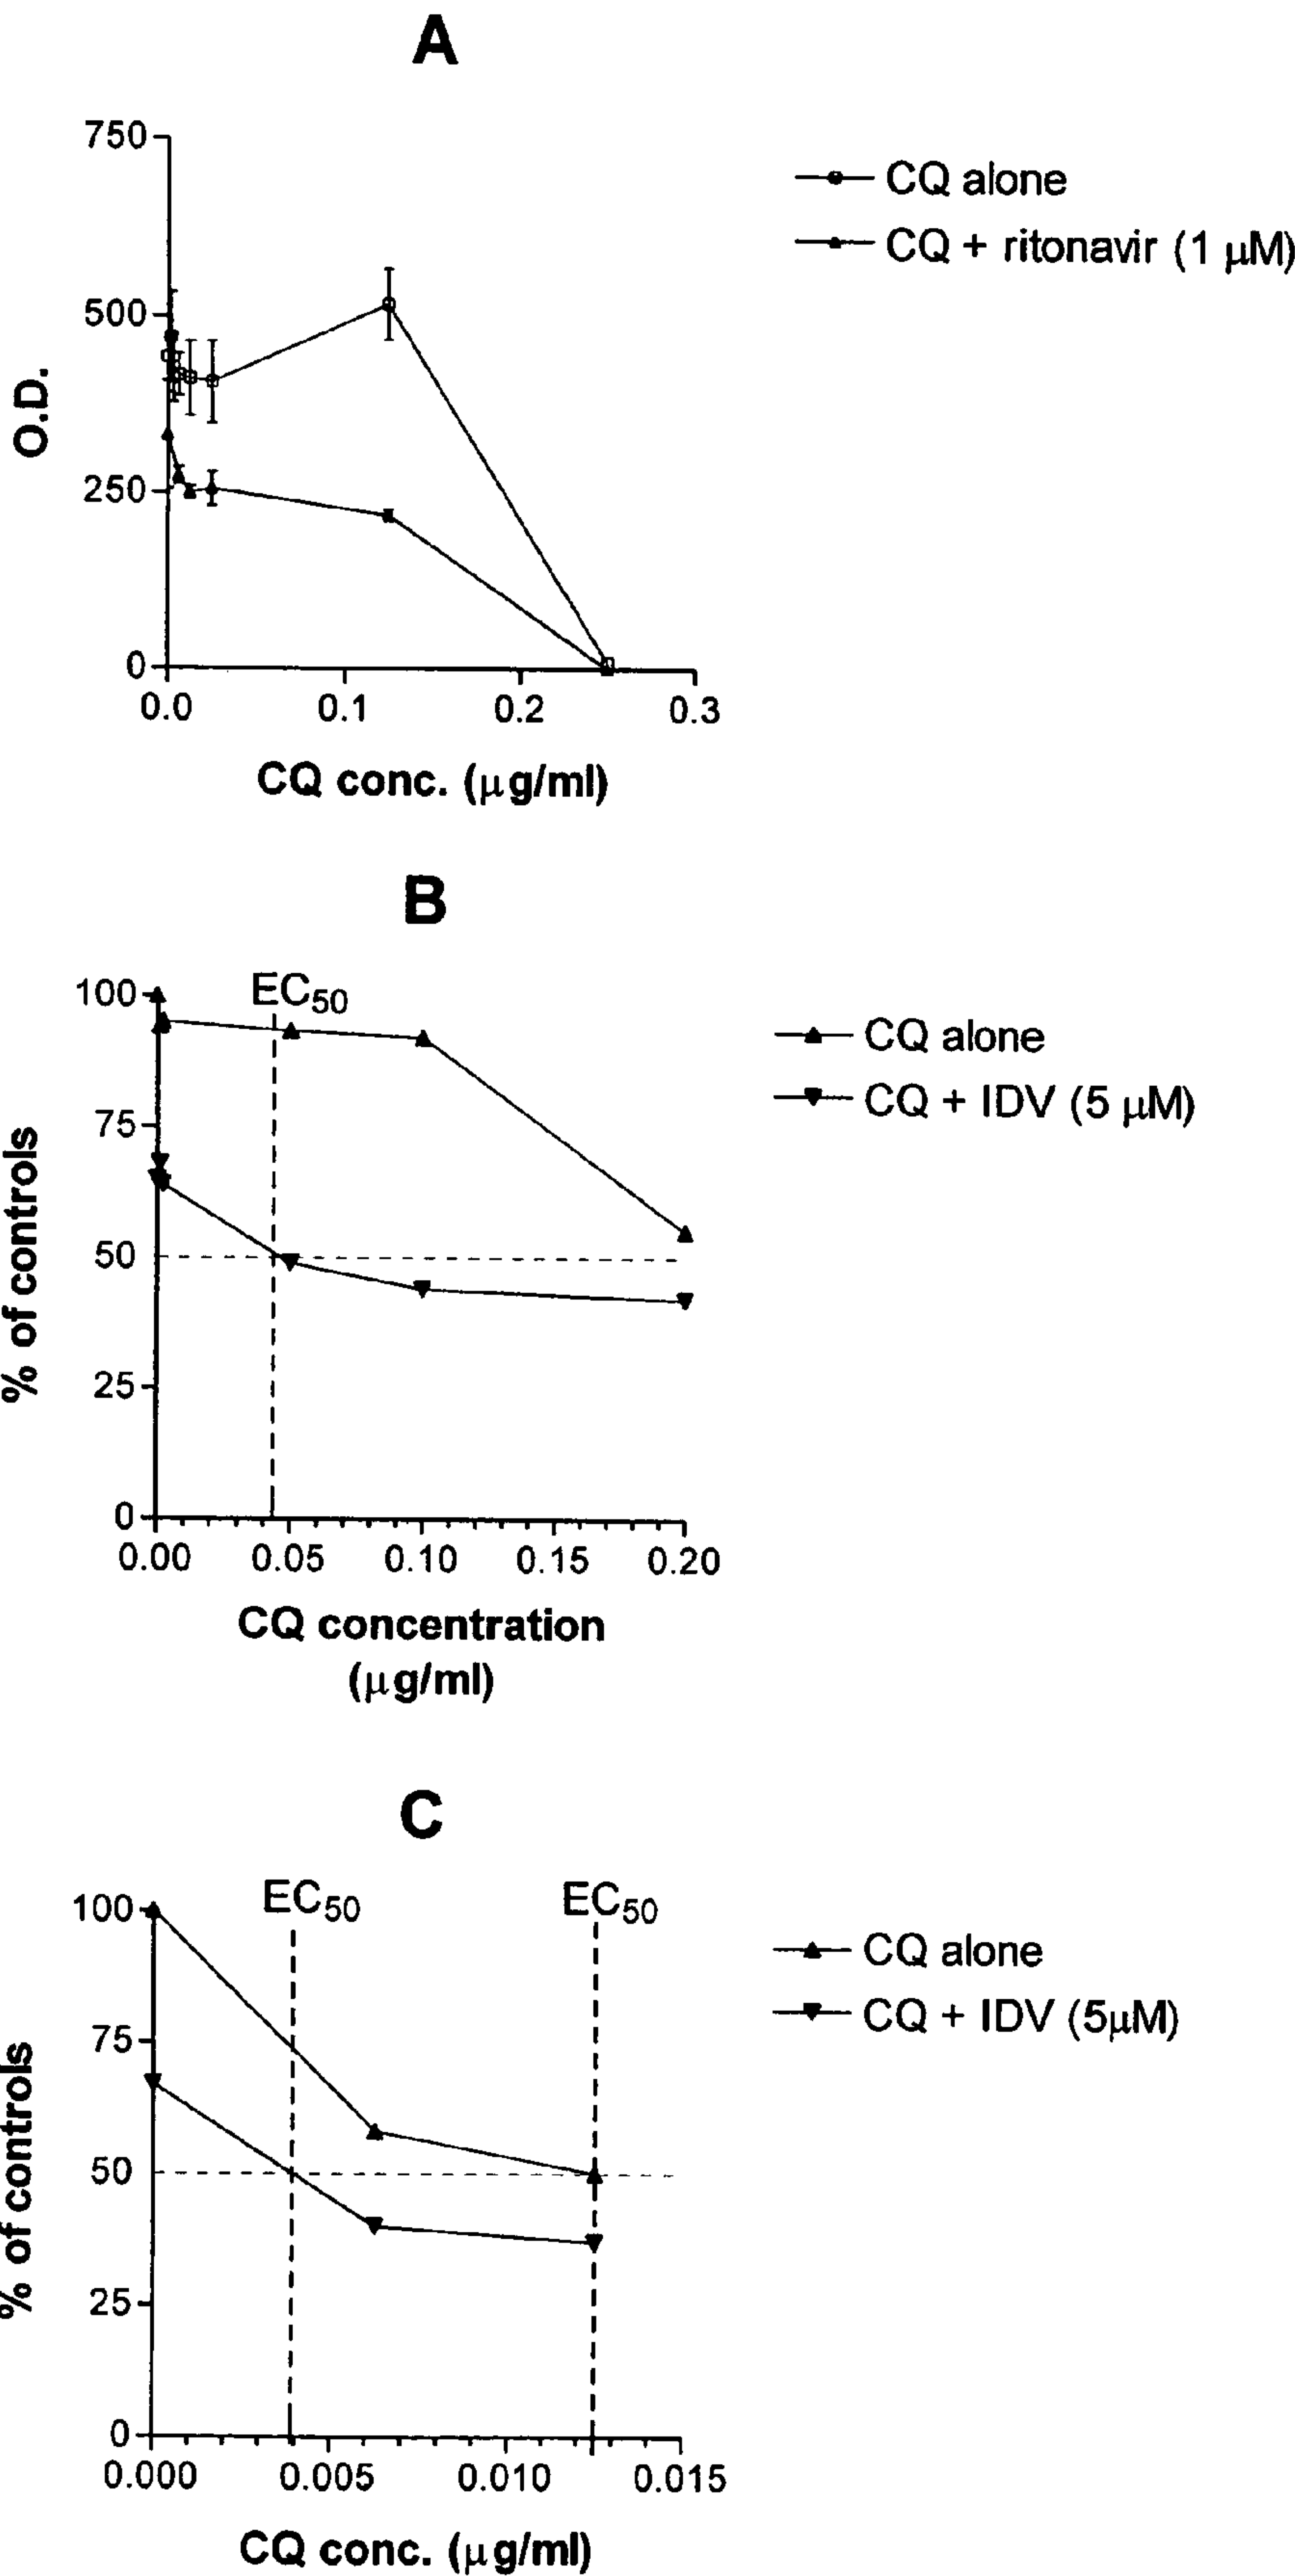 A
750
500
250
0
O.D.
0.0 0.1 0.2 0.3
CQ conc. (μg/ml)
CQ alone
CQ + ritonavir (1 μM)
B
EC50
100
75
50
25
0
% of controls
0.00 0.05 0.10 0.15 0.20
CQ concentration
(μg/ml)
CQ alone
CQ + IDV (5 μM)
C
EC50 EC50
100
75
50
25
0
% of controls
0.000 0.005 0.010 0.015
CQ conc. (μg/ml)
CQ alone
CQ + IDV (5μM)